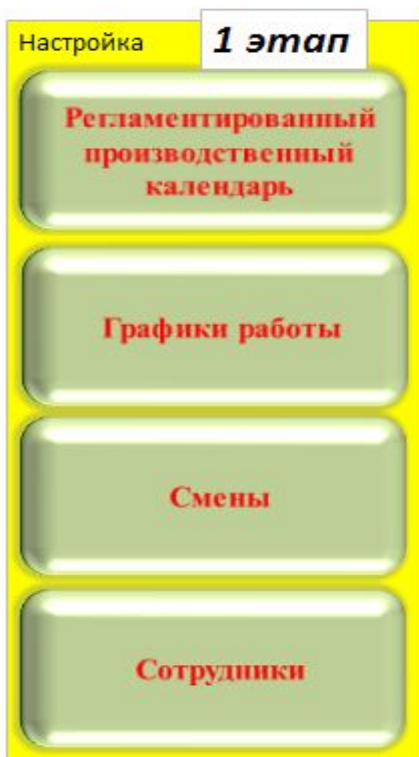 Настройка
1 этап
Регламентированный
производственный
календарь
Графики работы
Смены
Сотрудники